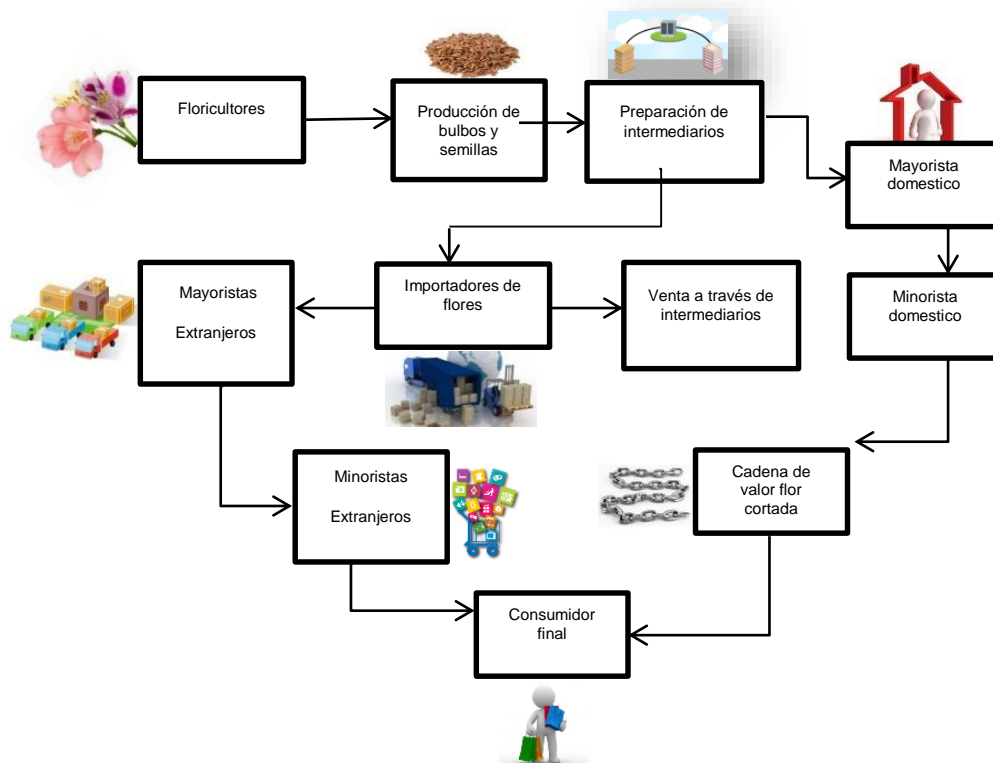 Floricultores
Producción de
bulbos y
semillas
Preparación de
intermediarios
Mayorista
domestico
Mayoristas
Extranjeros
Importadores de
flores
Venta a través de
intermediarios
Minorista
domestico
Minoristas
Extranjeros
Cadena de
valor flor
cortada
Consumidor
final